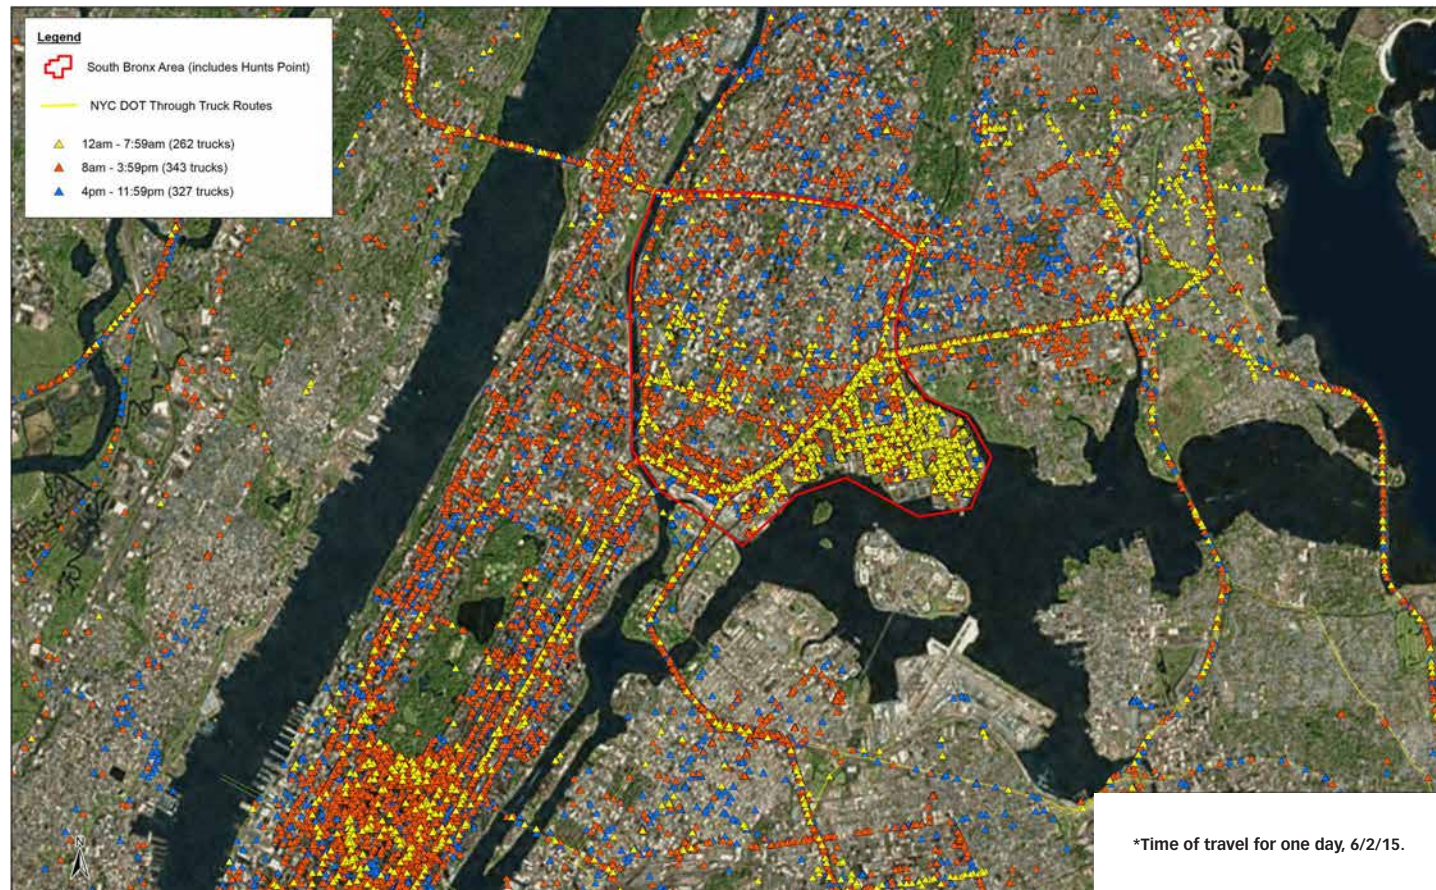 Legend
South Bronx Area (includes Hunts Point)
NYC DOT Through Truck Routes
12am - 7:59am (262 trucks)
8am - 3:59pm (343 trucks)
4pm - 11:59pm (327 trucks)
N
*Time of travel for one day, 6/2/15.